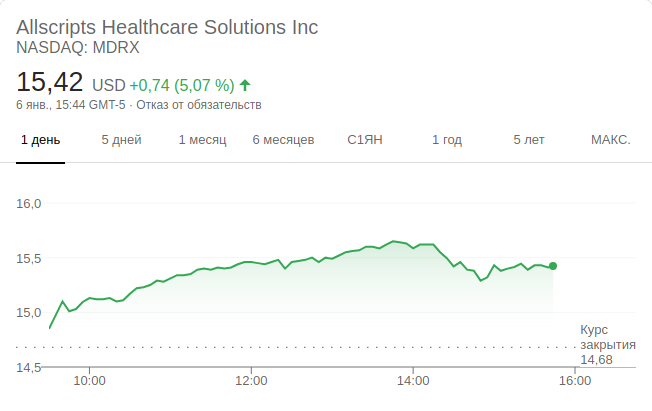 Allscripts Healthcare Solutions Inc
NASDAQ: MDRX
15,42 USD +0,74 (5,07 %)
6 янв., 15:44 GMT-5 · Отказ от обязательств
1 день 5 дней 1 месяц 6 месяцев С1ЯН 1 год 5 лет МАКС.
16,0
15,5
15,0
Курс
закрытия
14,68
14,5
10:00 12:00 14:00 16:00